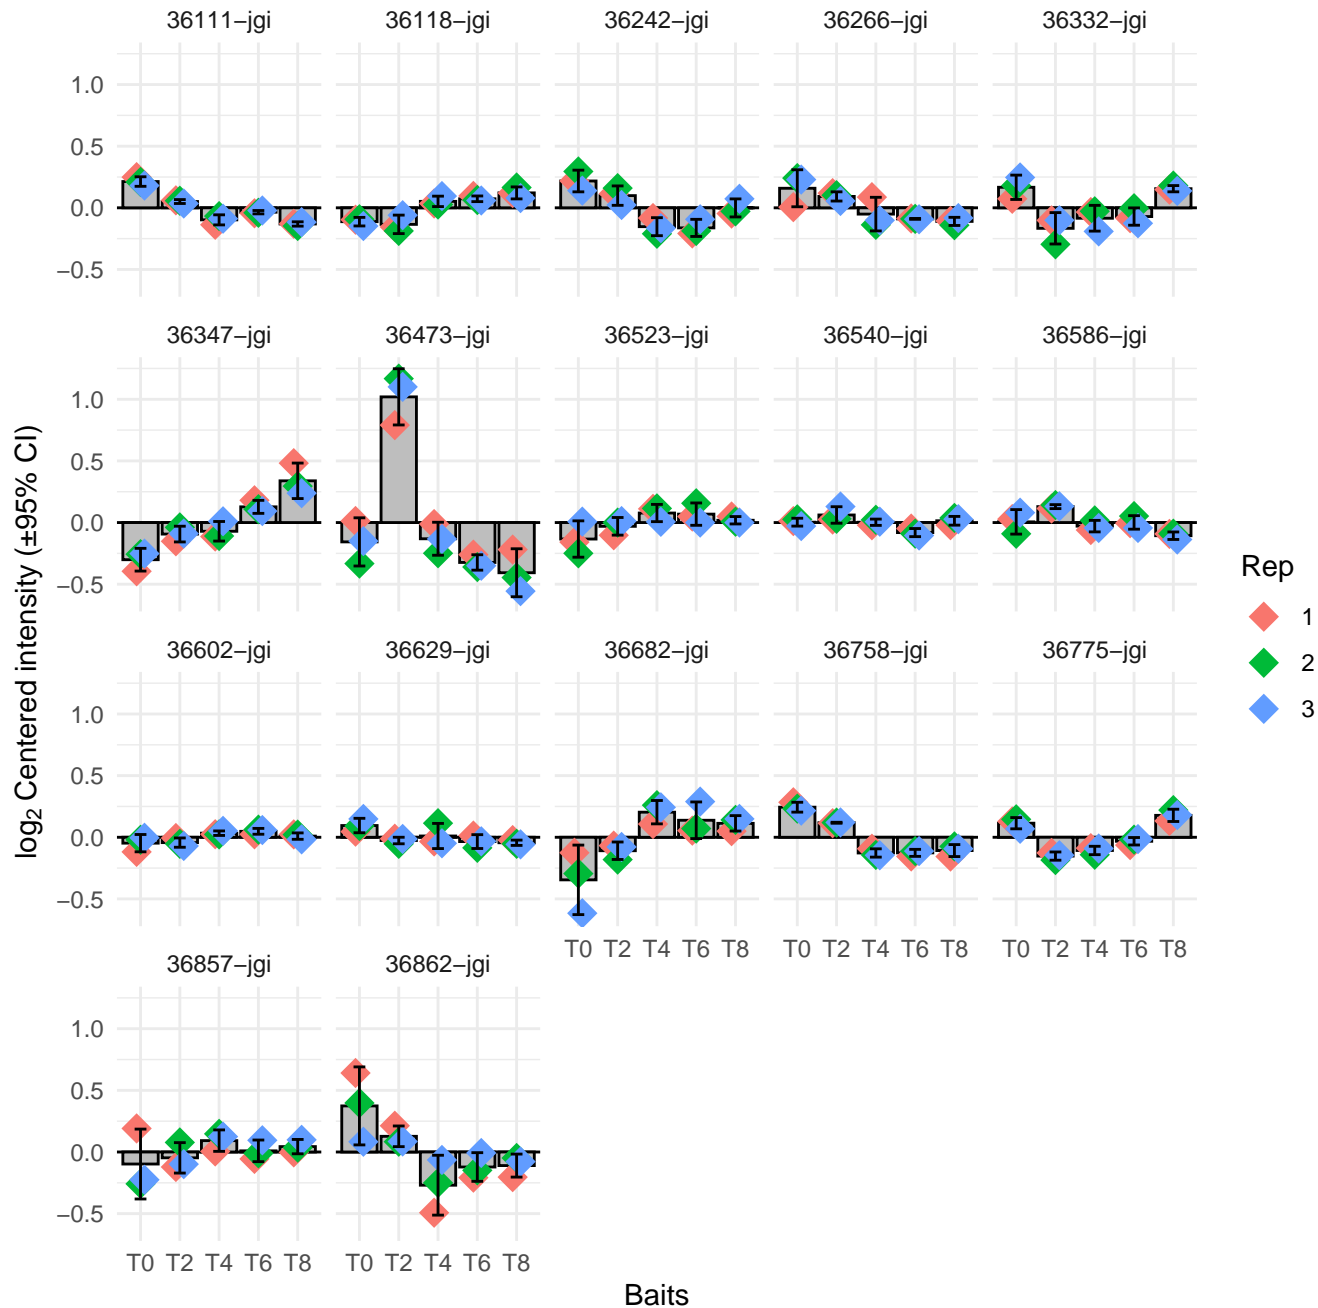 36111−jgi 36118−jgi 36242−jgi 36266−jgi 36332−jgi
1.0
0.5
0.0
−0.5
36347−jgi 36473−jgi 36523−jgi 36540−jgi 36586−jgi
1.0
0.5
0.0
−0.5
36602−jgi 36629−jgi 36682−jgi 36758−jgi 36775−jgi
1.0
0.5
0.0
−0.5
T0 T2 T4 T6 T8 T0 T2 T4 T6 T8 T0 T2 T4 T6 T8
36857−jgi 36862−jgi
1.0
0.5
0.0
−0.5
T0 T2 T4 T6 T8 T0 T2 T4 T6 T8
Baits
log₂ Centered intensity (±95% CI)
Rep
1
2
3